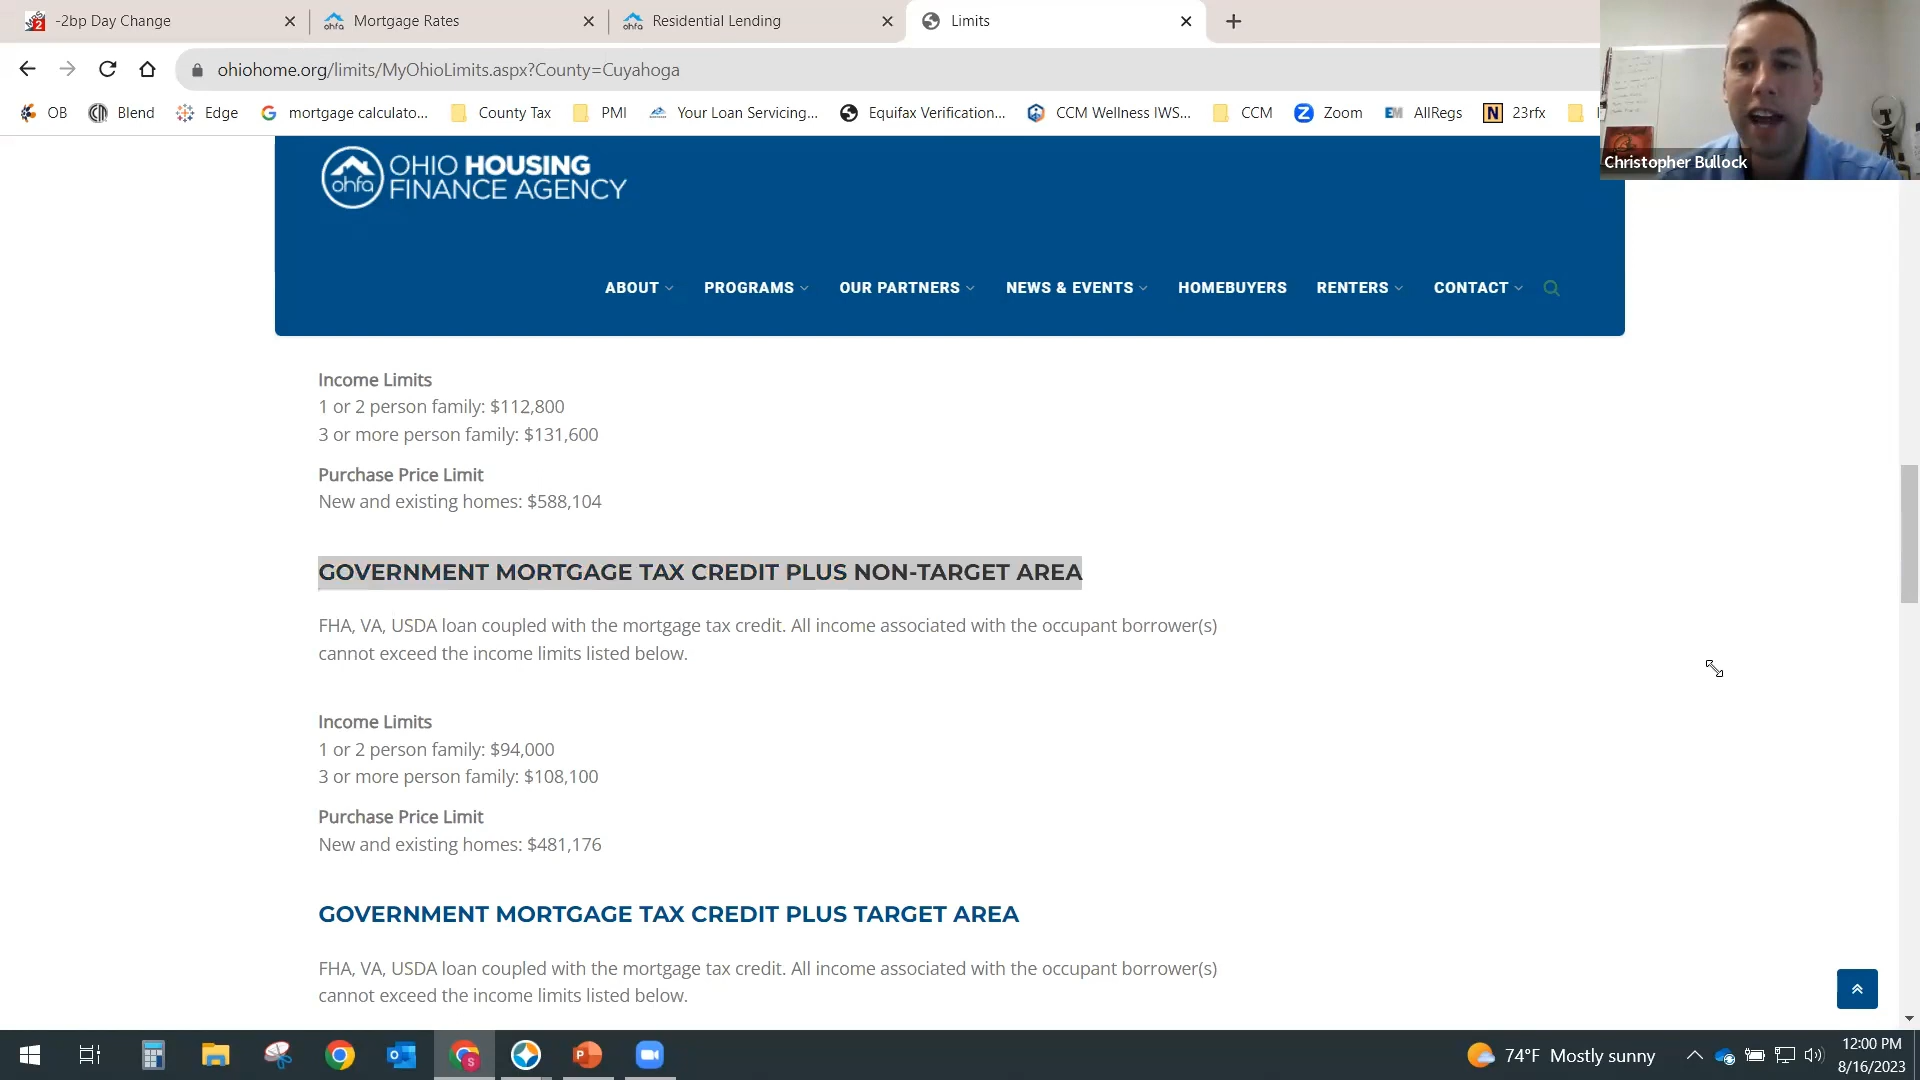 -2bp Day Change
Mortgage Rates
Residential Lending
Limits
ohiohome.org/limits/MyOhioLimits.aspx?County=Cuyahoga
OB
Blend
Edge
mortgage calculato...
County Tax
PMI
Your Loan Servicing...
Equifax Verification...
CCM Wellness IWS...
CCM
Zoom
AllRegs
23rfx
Christopher Bullock
ohfa
OHIO HOUSING
FINANCE AGENCY
ABOUT
PROGRAMS
OUR PARTNERS
NEWS & EVENTS
HOMEBUYERS
RENTERS
CONTACT
Income Limits
1 or 2 person family: $112,800
3 or more person family: $131,600
Purchase Price Limit
New and existing homes: $588,104
GOVERNMENT MORTGAGE TAX CREDIT PLUS NON-TARGET AREA
FHA, VA, USDA loan coupled with the mortgage tax credit. All income associated with the occupant borrower(s)
cannot exceed the income limits listed below.
Income Limits
1 or 2 person family: $94,000
3 or more person family: $108,100
Purchase Price Limit
New and existing homes: $481,176
GOVERNMENT MORTGAGE TAX CREDIT PLUS TARGET AREA
FHA, VA, USDA loan coupled with the mortgage tax credit. All income associated with the occupant borrower(s)
cannot exceed the income limits listed below.
74°F Mostly sunny
12:00 PM
8/16/2023